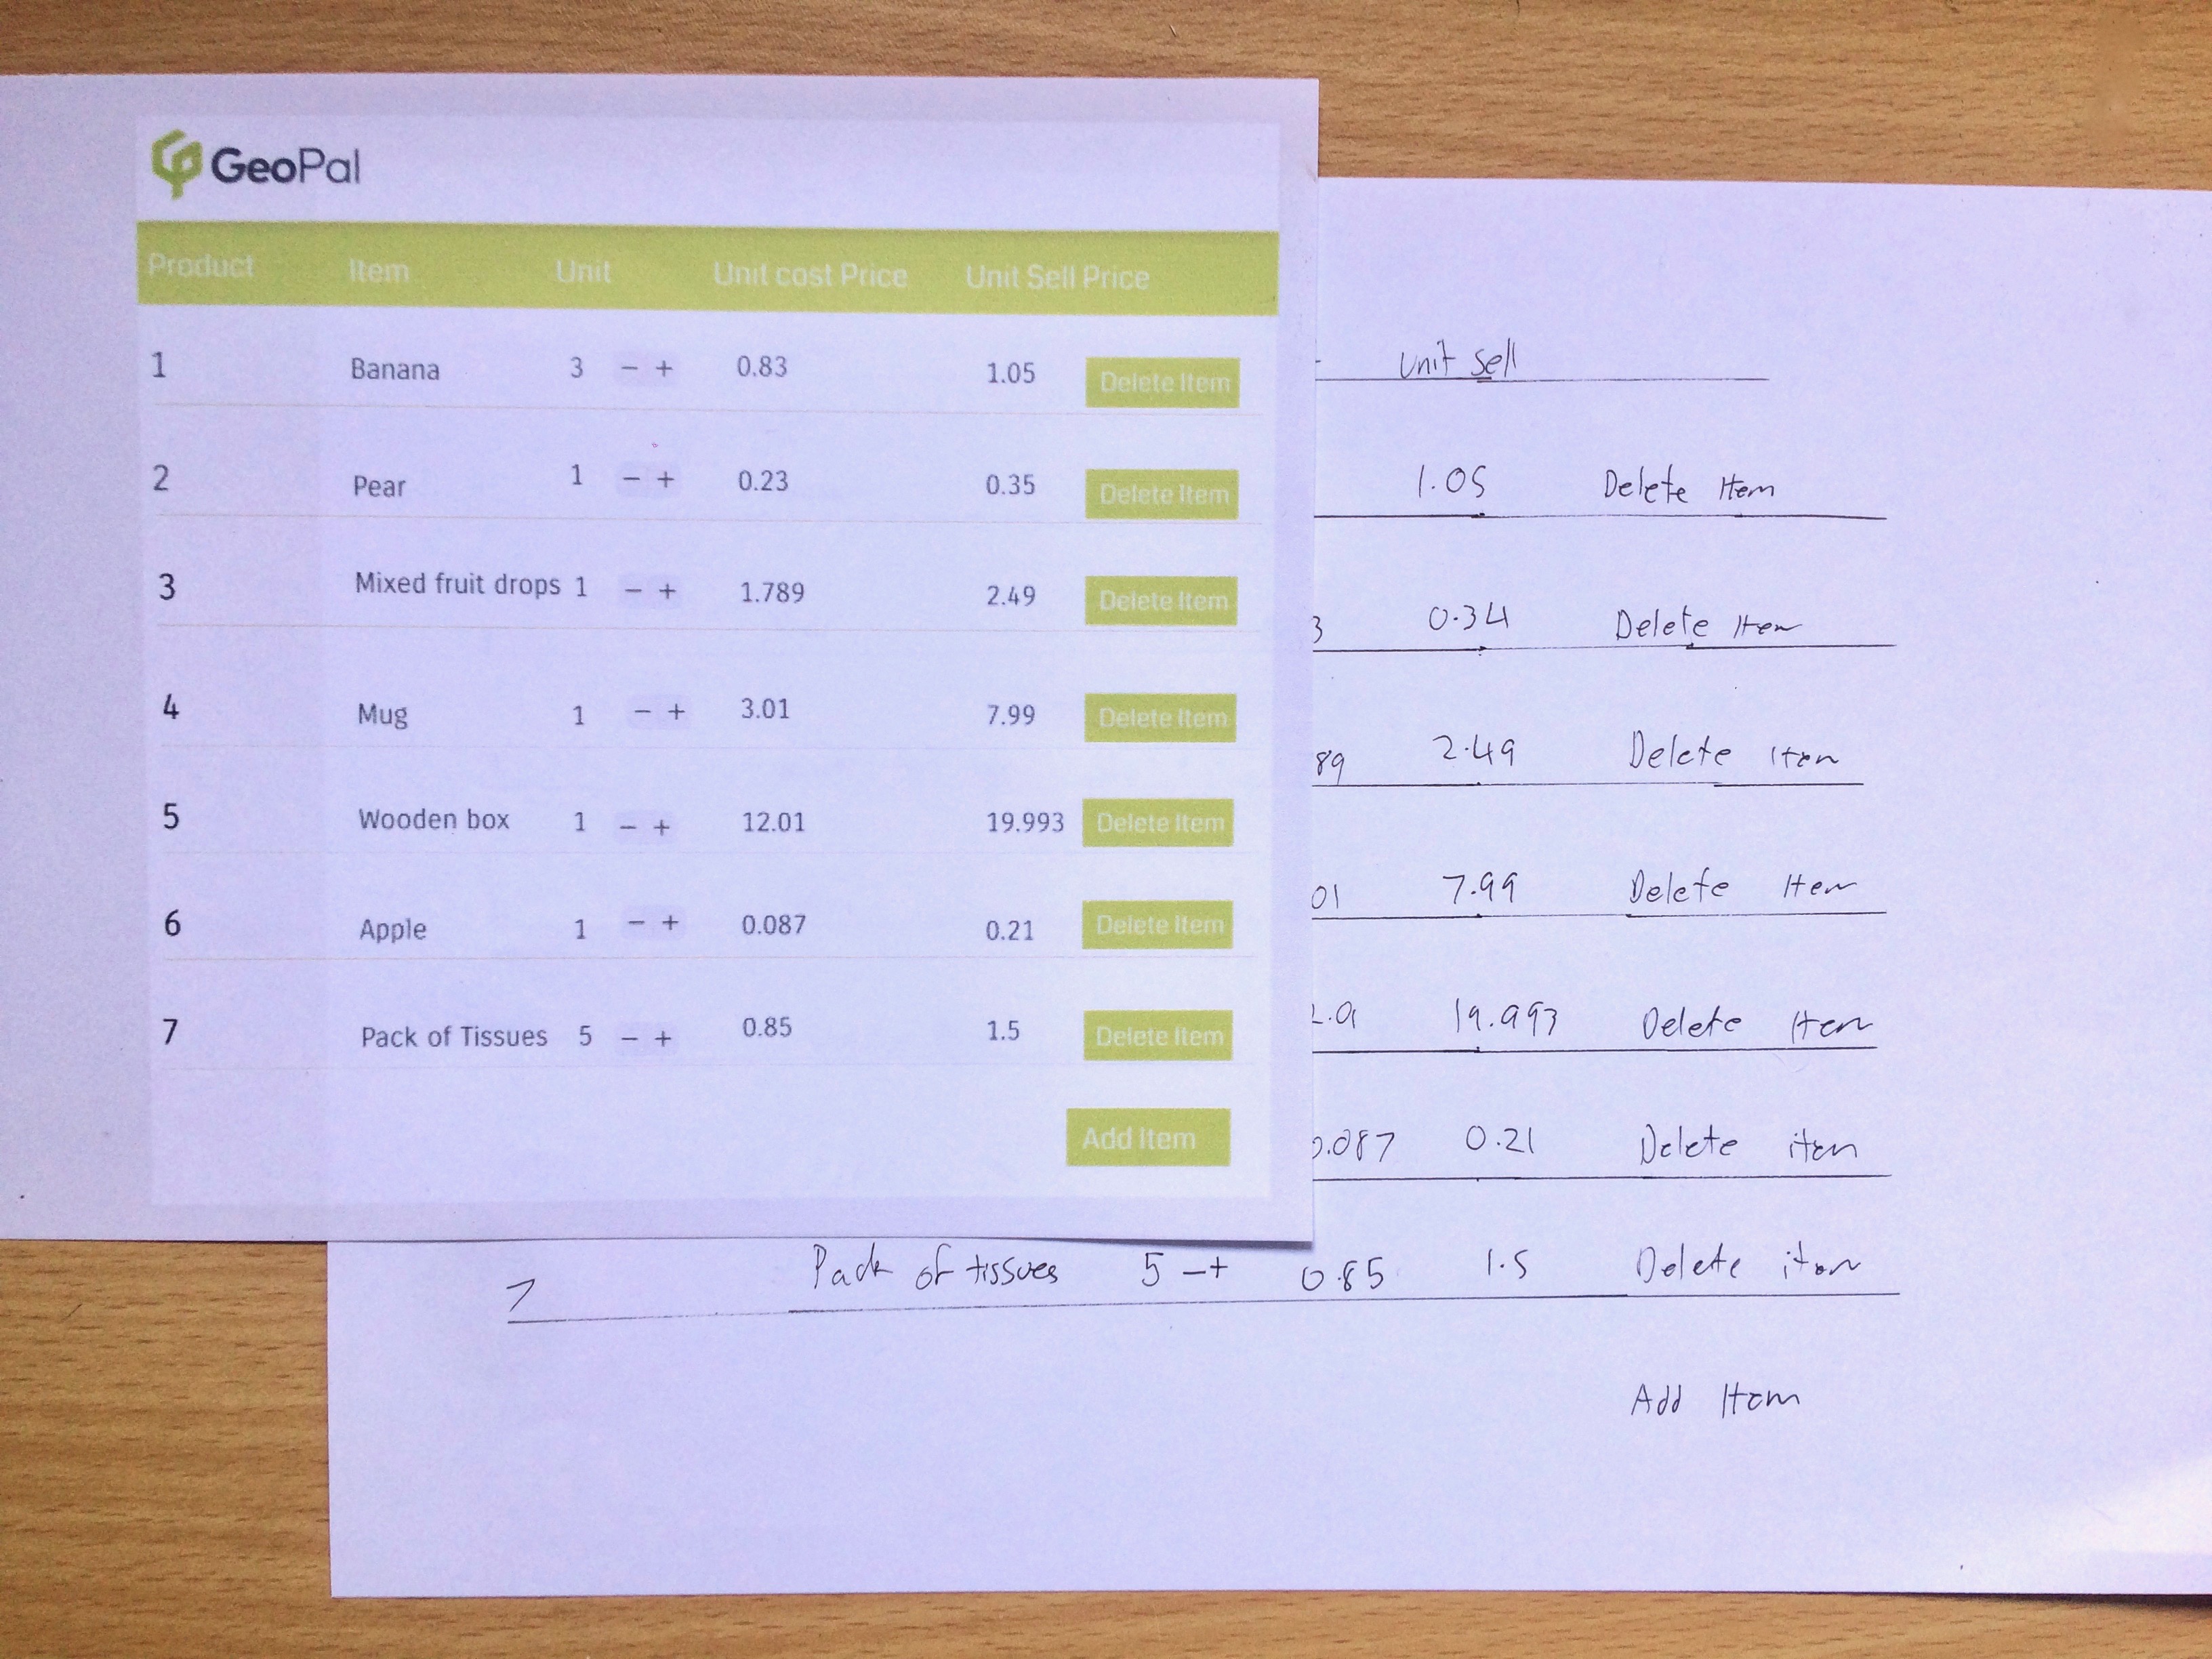 GeoPal
Product Item Unit Unit cost Price Unit Sell Price
1 Banana 3 - + 0.83 1.05 Delete Item
2 Pear 1 - + 0.23 0.35 Delete Item
3 Mixed fruit drops 1 - + 1.789 2.49 Delete Item
4 Mug 1 - + 3.01 7.99 Delete Item
5 Wooden box 1 - + 12.01 19.993 Delete Item
6 Apple 1 - + 0.087 0.21 Delete Item
7 Pack of Tissues 5 - + 0.85 1.5 Delete Item
Add Item
Unit sell
1.05 Delete Item
3 0.34 Delete Item
89 2.49 Delete Item
01 7.99 Delete Item
19.993 Delete Item
.087 0.21 Delete item
7 Pack of tissues 5 -+ 0.85 1.5 Delete item
Add Item